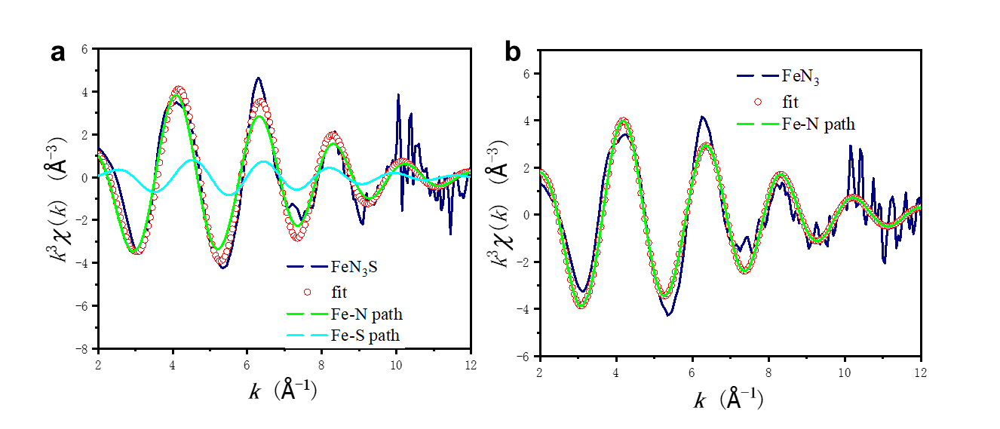 a
6
4
2
0
−2
−4
−6
−8
k³χ(k) (Å⁻³)
2 4 6 8 10 12
k (Å⁻¹)
FeN₃S
fit
Fe-N path
Fe-S path
b
6
4
2
0
−2
−4
−6
k³χ(k) (Å⁻³)
2 4 6 8 10 12
k (Å⁻¹)
FeN₃
fit
Fe-N path